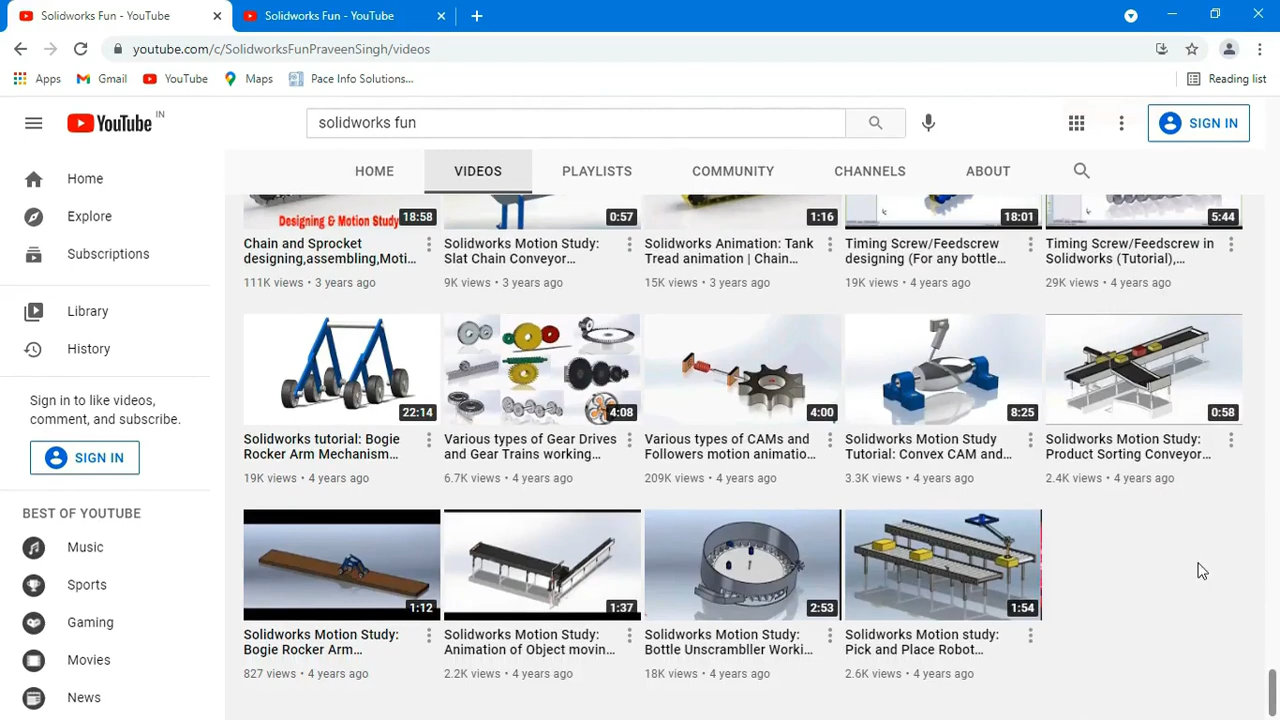 Solidworks Fun - YouTube
Solidworks Fun - YouTube
youtube.com/c/SolidworksFunPraveenSingh/videos
Apps Gmail YouTube Maps Pace Info Solutions... Reading list
YouTube IN
solidworks fun
SIGN IN
HOME VIDEOS PLAYLISTS COMMUNITY CHANNELS ABOUT
Home
Explore
Subscriptions
Library
History
Sign in to like videos,
comment, and subscribe.
SIGN IN
BEST OF YOUTUBE
Music
Sports
Gaming
Movies
News
Designing & Motion Study
18:58
Chain and Sprocket
designing,assembling,Moti...
111K views • 3 years ago
0:57
Solidworks Motion Study:
Slat Chain Conveyor...
9K views • 3 years ago
1:16
Solidworks Animation: Tank
Tread animation | Chain...
15K views • 3 years ago
18:01
Timing Screw/Feedscrew
designing (For any bottle...
19K views • 4 years ago
5:44
Timing Screw/Feedscrew in
Solidworks (Tutorial),...
29K views • 4 years ago
22:14
Solidworks tutorial: Bogie
Rocker Arm Mechanism...
19K views • 4 years ago
4:08
Various types of Gear Drives
and Gear Trains working...
6.7K views • 4 years ago
4:00
Various types of CAMs and
Followers motion animatio...
209K views • 4 years ago
8:25
Solidworks Motion Study
Tutorial: Convex CAM and...
3.3K views • 4 years ago
0:58
Solidworks Motion Study:
Product Sorting Conveyor...
2.4K views • 4 years ago
1:12
Solidworks Motion Study:
Bogie Rocker Arm...
827 views • 4 years ago
1:37
Solidworks Motion Study:
Animation of Object movin...
2.2K views • 4 years ago
2:53
Solidworks Motion Study:
Bottle Unscrambller Worki...
18K views • 4 years ago
1:54
Solidworks Motion study:
Pick and Place Robot...
2.6K views • 4 years ago